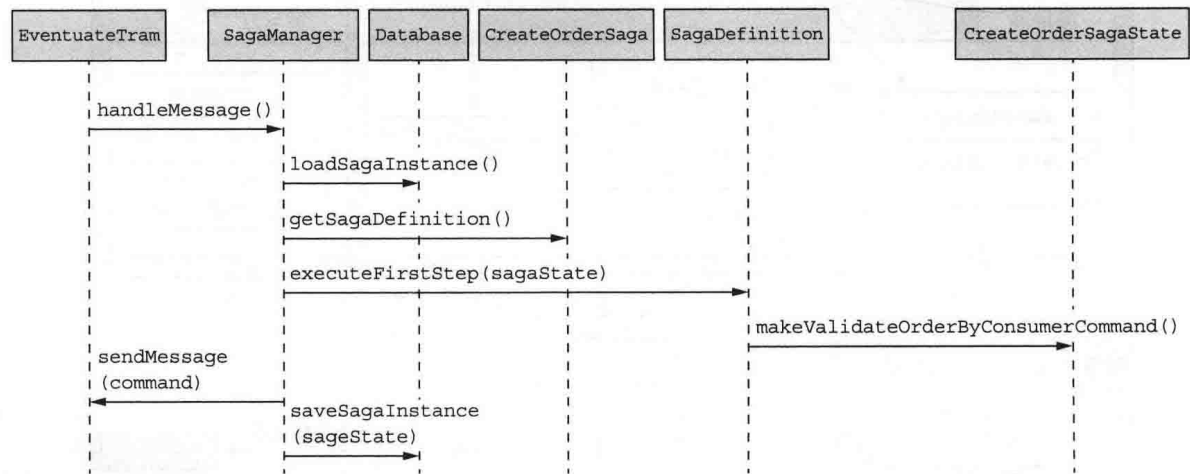 EventuateTram SagaManager Database CreateOrderSaga SagaDefinition CreateOrderSagaState
handleMessage()
loadSagaInstance()
getSagaDefinition()
executeFirstStep(sagaState)
makeValidateOrderByConsumerCommand()
sendMessage
(command)
saveSagaInstance
(sageState)